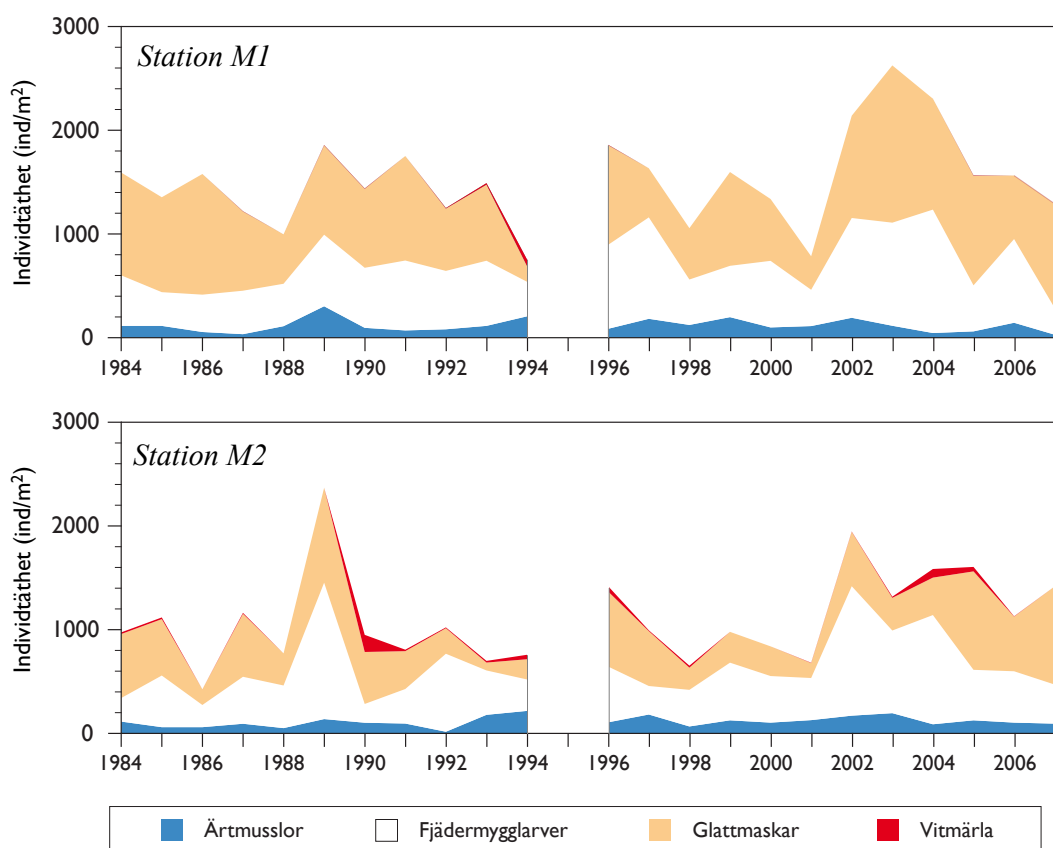 3000
Station M1
2000
1000
0
Individtäthet (ind/m²)
1984 1986 1988 1990 1992 1994 1996 1998 2000 2002 2004 2006
3000
Station M2
2000
1000
0
Individtäthet (ind/m²)
1984 1986 1988 1990 1992 1994 1996 1998 2000 2002 2004 2006
Ärtmusslor Fjädermygglarver Glattmaskar Vitmärla